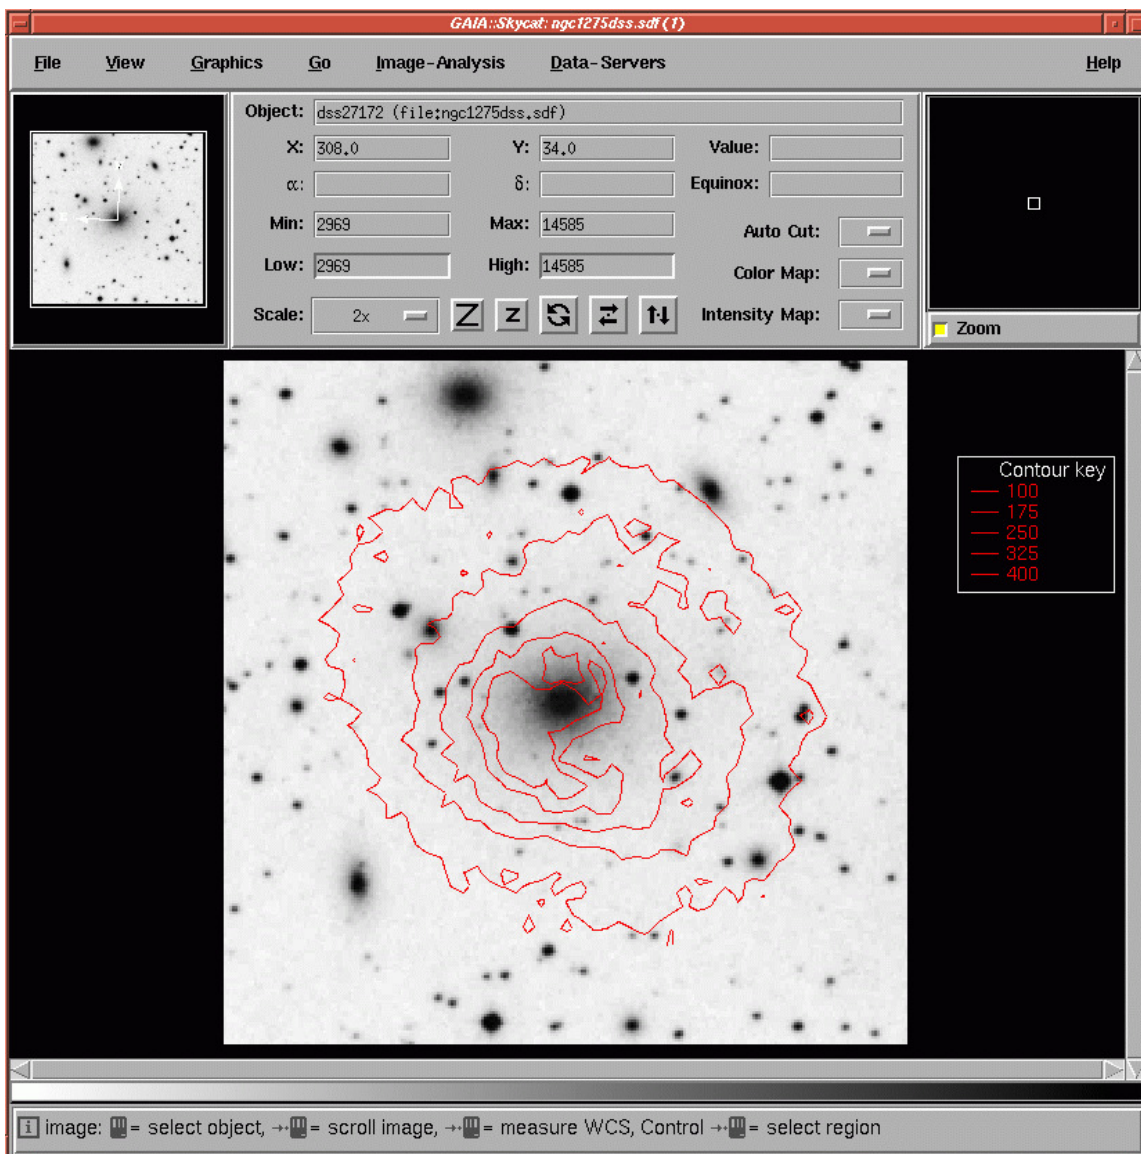 GAIA::Skycat: ngc1275dss.sdf (1)
File View Graphics Go Image-Analysis Data-Servers Help
Object: dss27172 (file:ngc1275dss.sdf)
X: 308.0 Y: 34.0 Value:
α: δ: Equinox:
Min: 2969 Max: 14585 Auto Cut:
Low: 2969 High: 14585 Color Map:
Scale: 2x Z z Intensity Map:
Zoom
Contour key
100
175
250
325
400
i image: = select object, = scroll image, = measure WCS, Control = select region